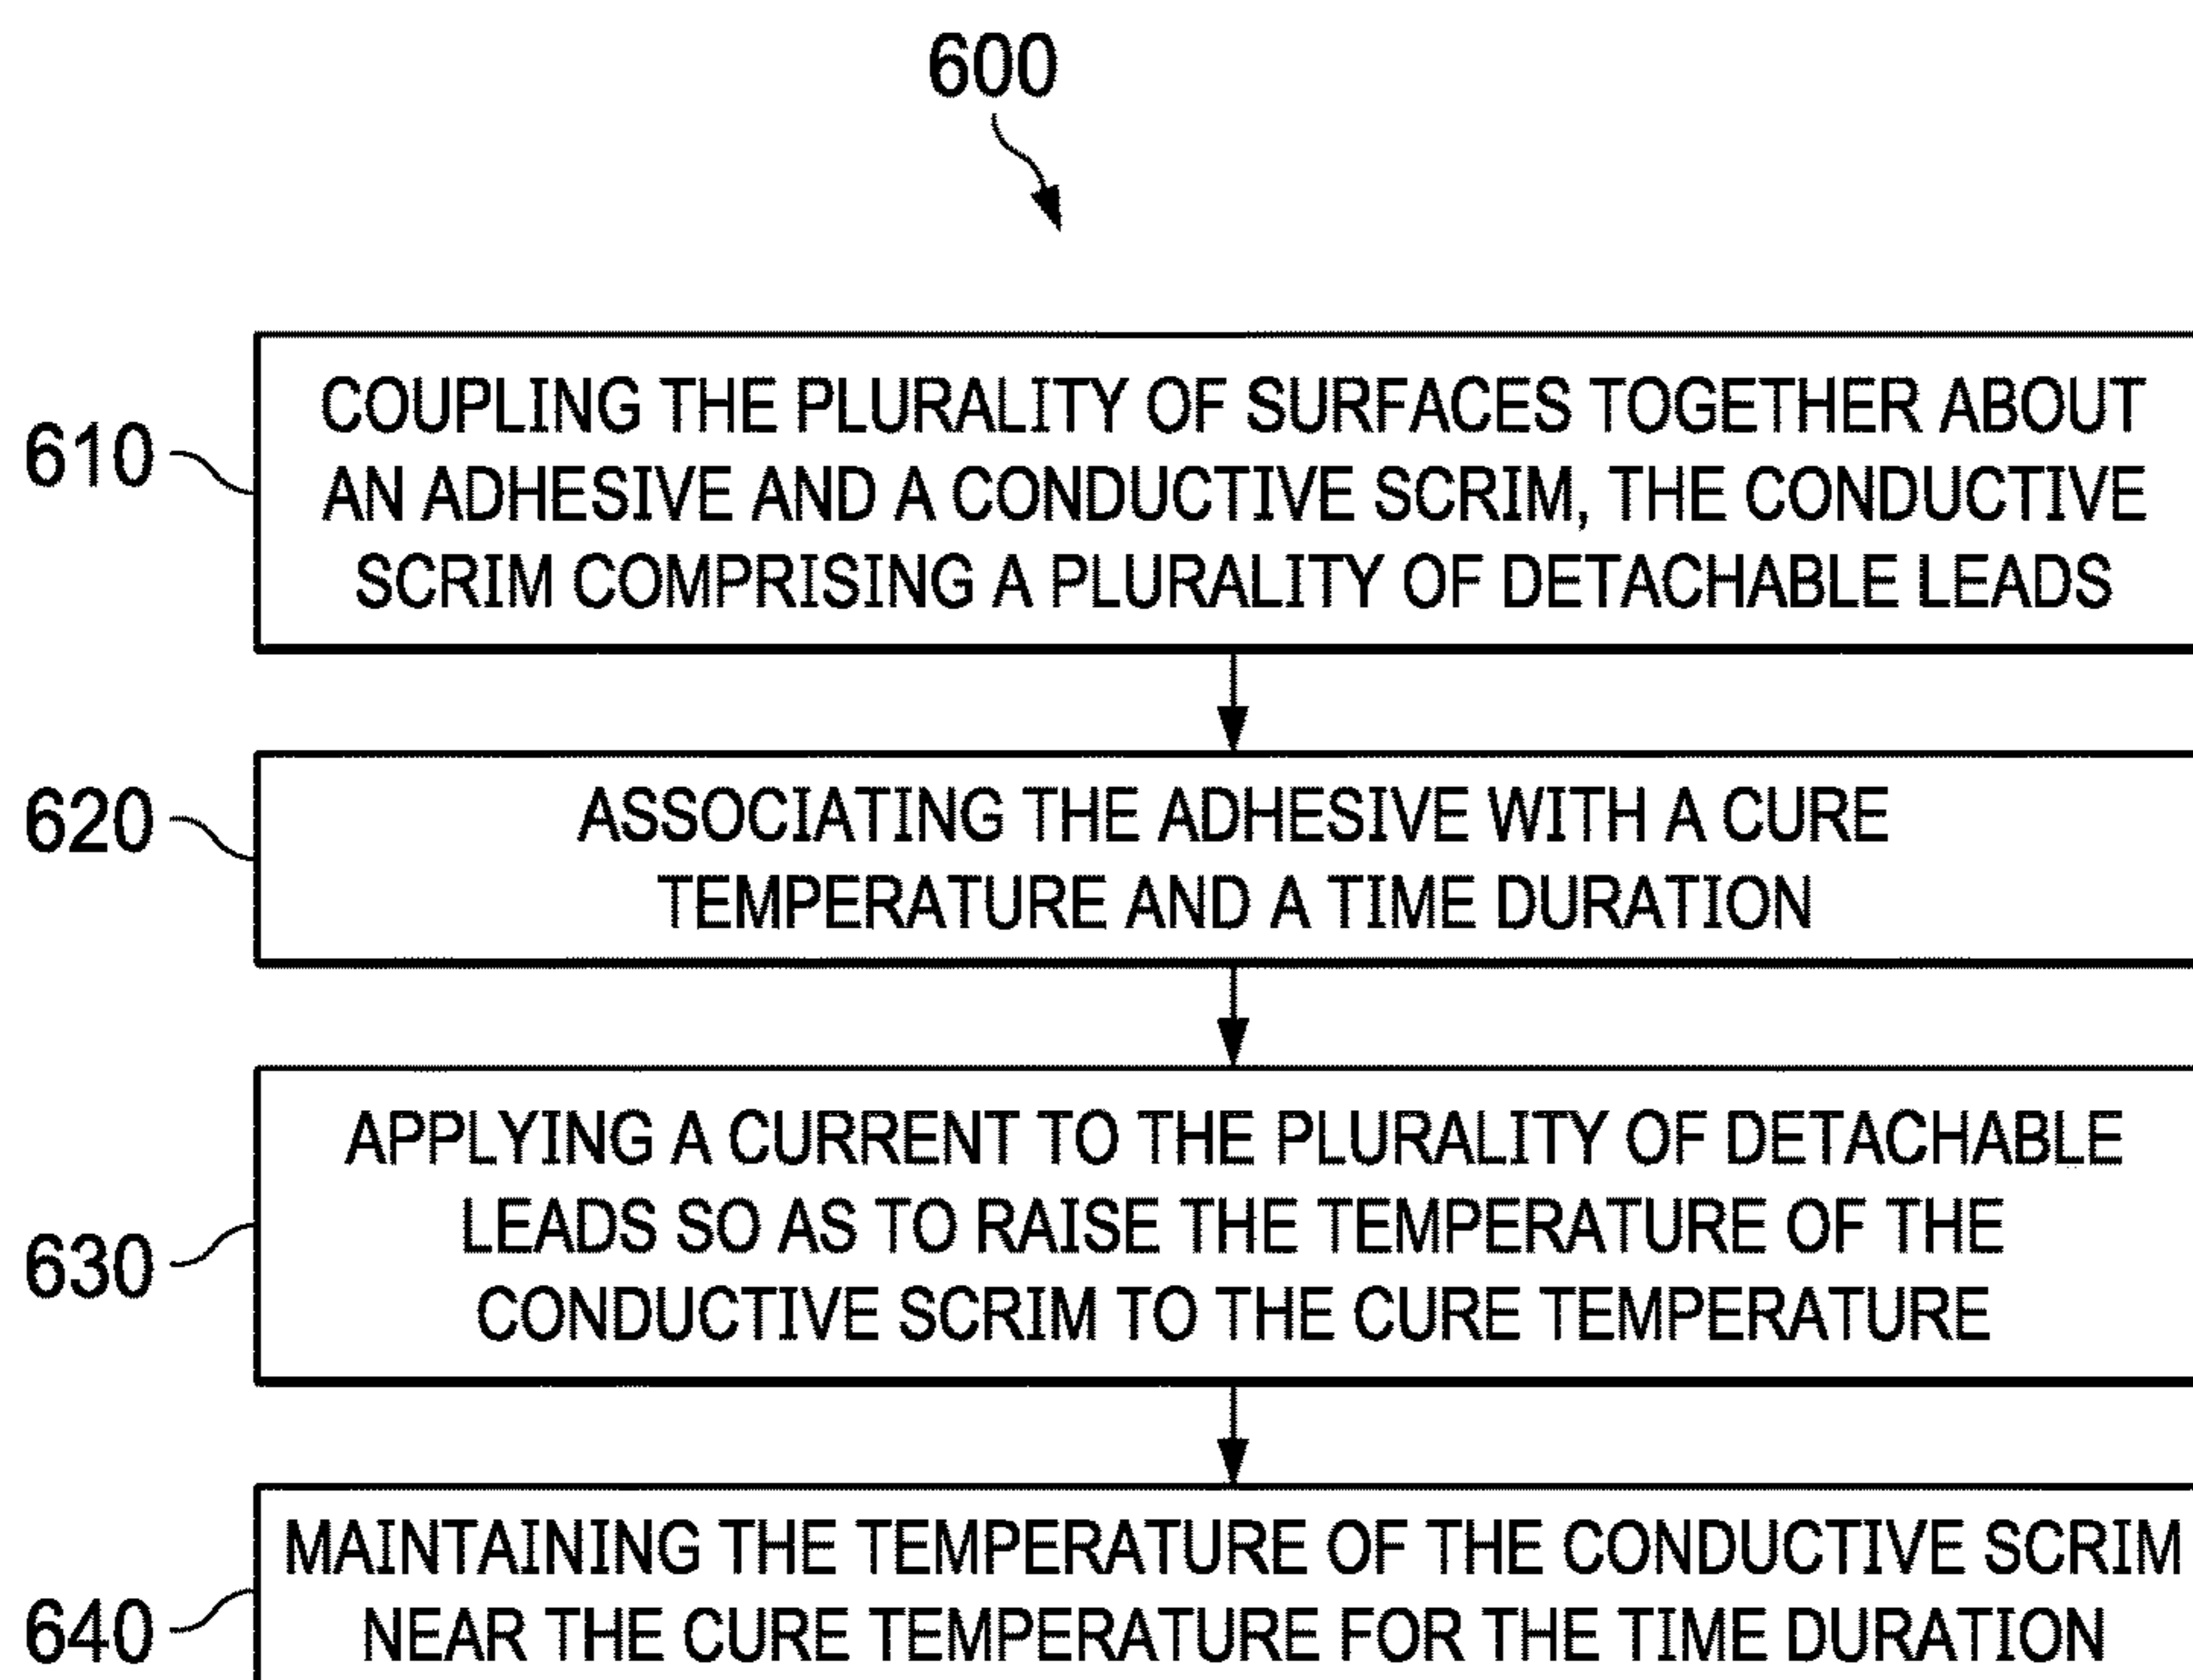 600
610
COUPLING THE PLURALITY OF SURFACES TOGETHER ABOUT
AN ADHESIVE AND A CONDUCTIVE SCRIM, THE CONDUCTIVE
SCRIM COMPRISING A PLURALITY OF DETACHABLE LEADS
620
ASSOCIATING THE ADHESIVE WITH A CURE
TEMPERATURE AND A TIME DURATION
630
APPLYING A CURRENT TO THE PLURALITY OF DETACHABLE
LEADS SO AS TO RAISE THE TEMPERATURE OF THE
CONDUCTIVE SCRIM TO THE CURE TEMPERATURE
640
MAINTAINING THE TEMPERATURE OF THE CONDUCTIVE SCRIM
NEAR THE CURE TEMPERATURE FOR THE TIME DURATION